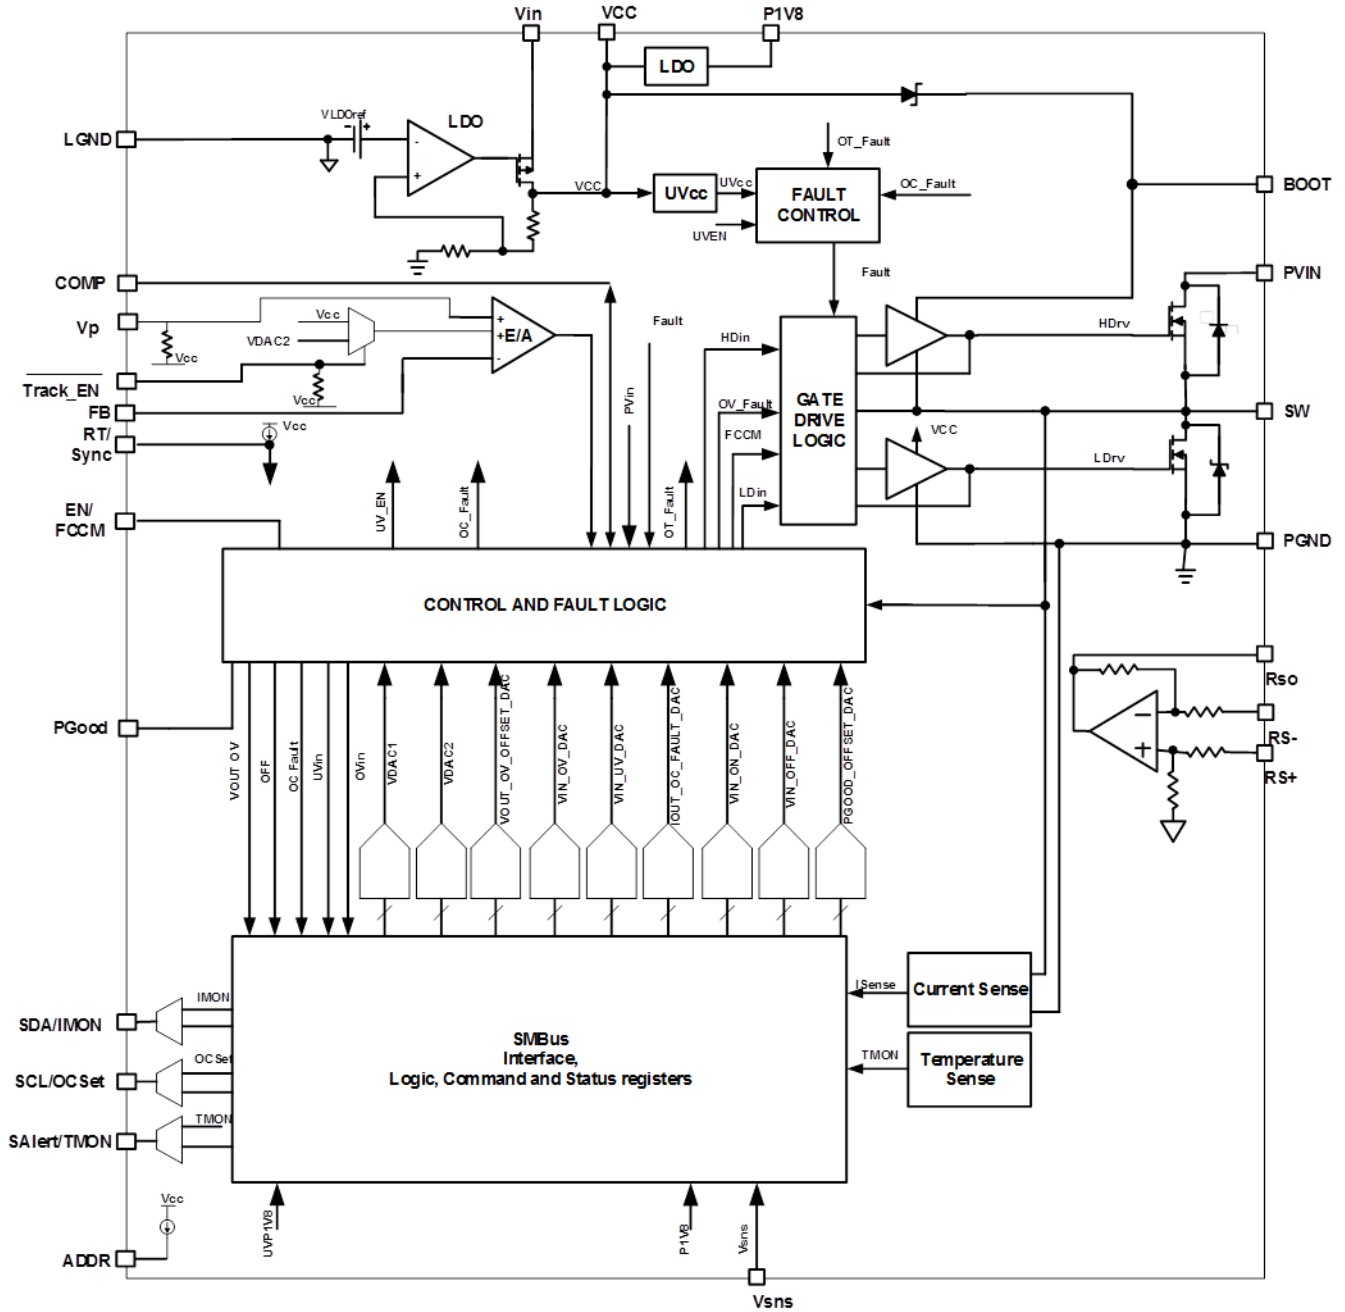 Vin
VCC
P1V8
LDO
VLDOref
-
+
LDO
LGND
-
+
OT_Fault
VCC
UVcc
UVcc
FAULT
CONTROL
OC_Fault
BOOT
UVEN
Fault
COMP
PVIN
Vp
Vcc
VDAC2
+
+E/A
-
Fault
HDin
HDrv
Vcc
Track_EN
Vcc
PVin
OV_Fault
GATE
DRIVE
LOGIC
SW
FB
RT/
Sync
Vcc
FCCM
VCC
LDrv
LDin
EN/
FCCM
UV_EN
OC_Fault
OT_Fault
PGND
CONTROL AND FAULT LOGIC
Rso
RS-
RS+
−
+
PGood
VOUT OV
OFF
OC Fault
UVin
OVin
VDAC1
VDAC2
VOUT_OV_OFFSET_DAC
VIN_OV_DAC
VIN_UV_DAC
IOUT_OC_FAULT_DAC
VIN_ON_DAC
VIN_OFF_DAC
PGOOD_OFFSET_DAC
ISense
Current Sense
IMON
SDA/IMON
SMBus
Interface,
Logic, Command and Status registers
TMON
Temperature
Sense
OCSet
SCL/OCSet
TMON
SAlert/TMON
Vcc
ADDR
UVP1V8
P1V8
Vsns
Vsns